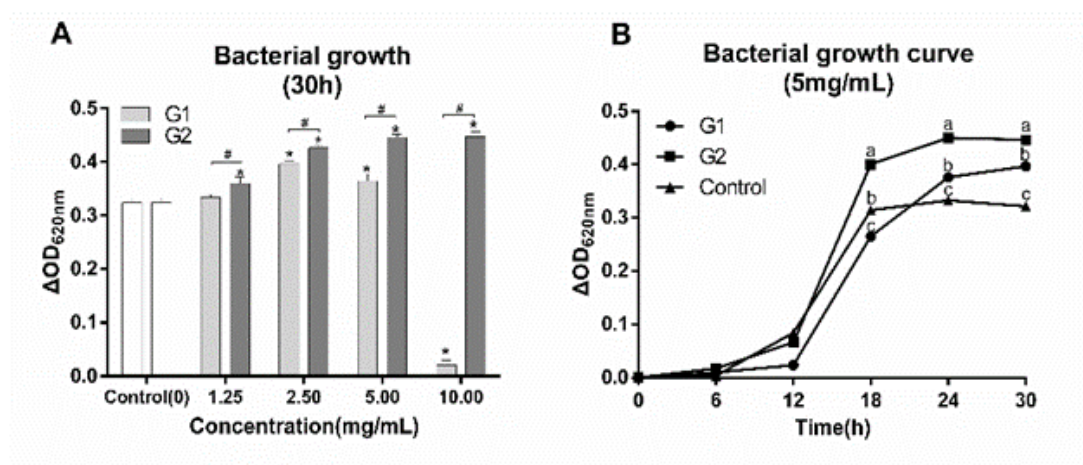 A
Bacterial growth
(30h)
G1
G2
0.5
0.4
0.3
0.2
0.1
0.0
ΔOD620nm
#
#
#
#
*
*
*
*
*
*
*
Control(0)
1.25
2.50
5.00
10.00
Concentration(mg/mL)
B
Bacterial growth curve
(5mg/mL)
G1
G2
Control
0.5
0.4
0.3
0.2
0.1
0.0
ΔOD620nm
a
b
c
a
b
c
a
b
c
0
6
12
18
24
30
Time(h)